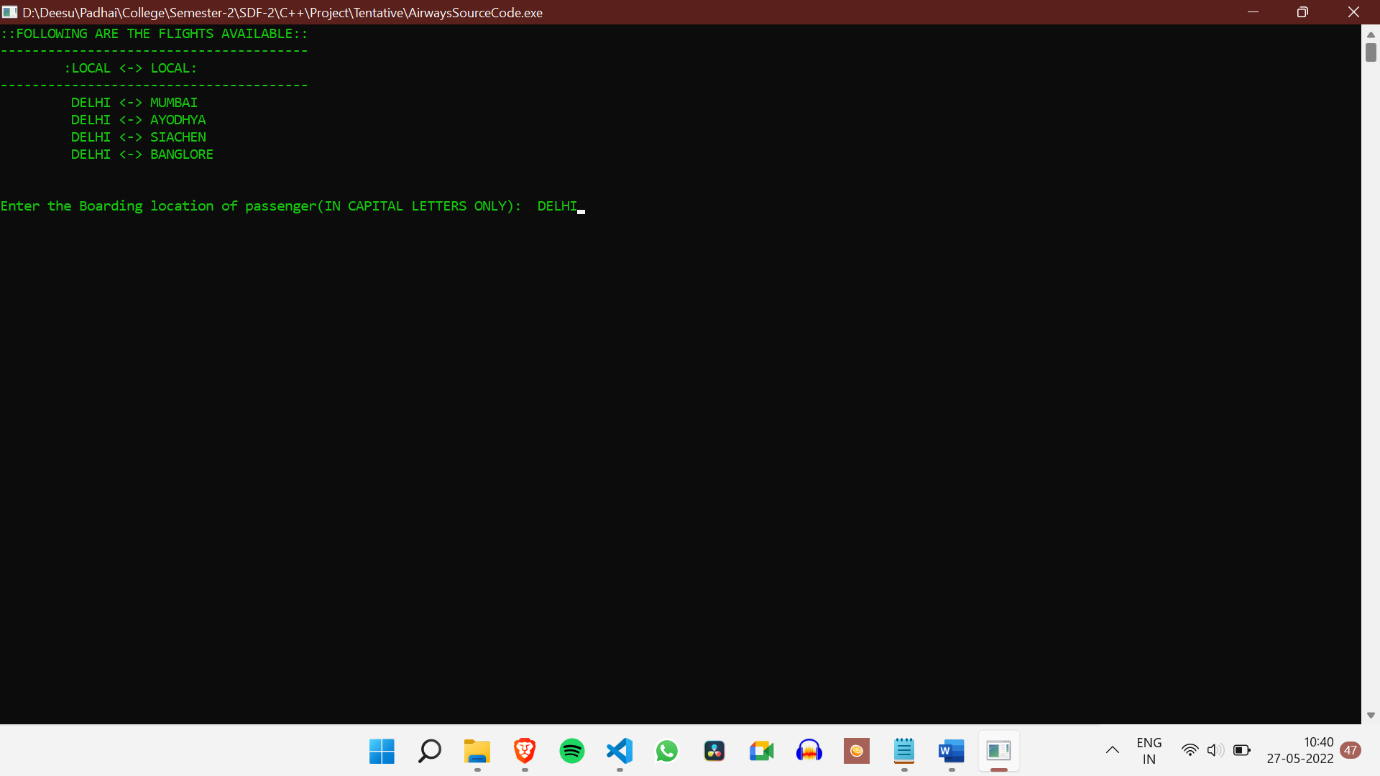 D:\Deesu\Padhai\College\Semester-2\SDF-2\C++\Project\Tentative\AirwaysSourceCode.exe
::FOLLOWING ARE THE FLIGHTS AVAILABLE::
---------------------------------------
:LOCAL <-> LOCAL:
---------------------------------------
DELHI <-> MUMBAI
DELHI <-> AYODHYA
DELHI <-> SIACHEN
DELHI <-> BANGLORE
Enter the Boarding location of passenger(IN CAPITAL LETTERS ONLY):  DELHI
W
ENG
IN
10:40
27-05-2022
47